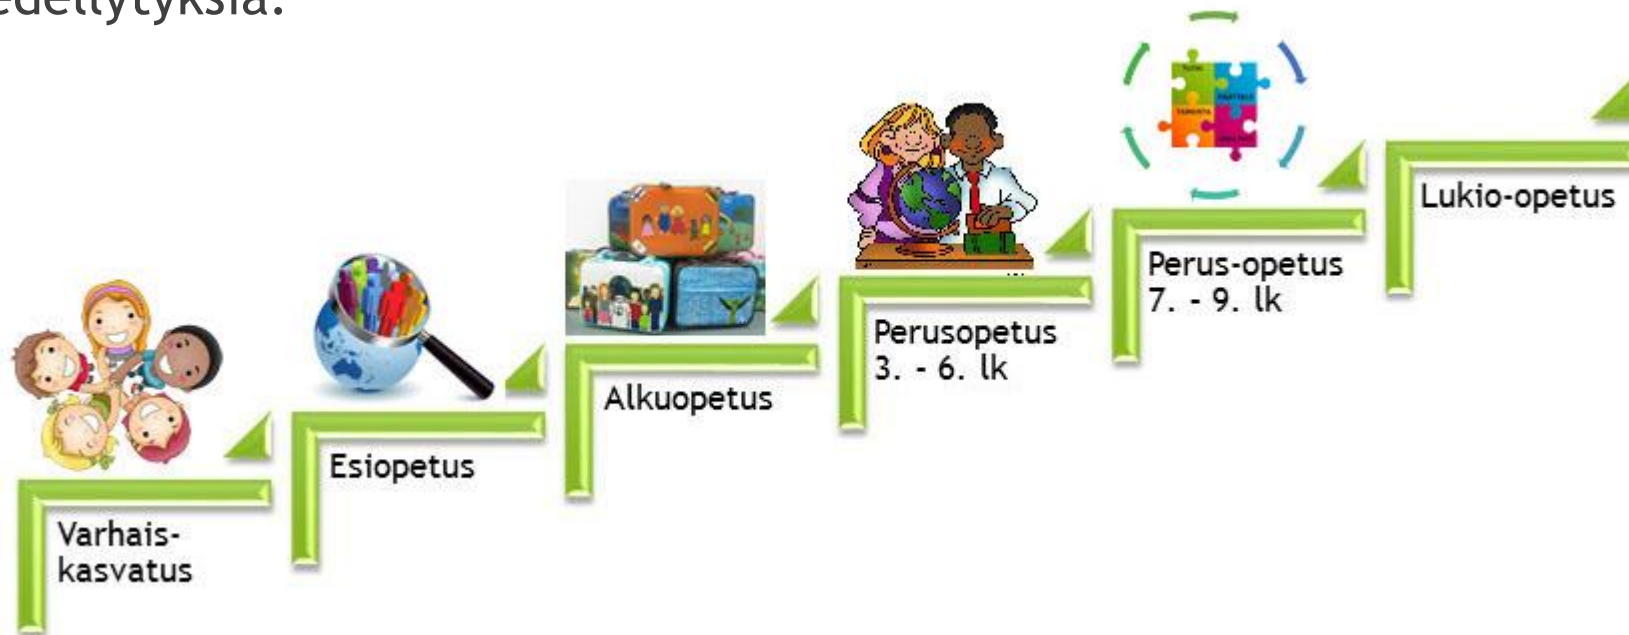 edellytyksiä.
Varhais-
kasvatus
Esiopetus
Alkuopetus
Perusopetus
3. - 6. lk
Perus-opetus
7. - 9. lk
Lukio-opetus